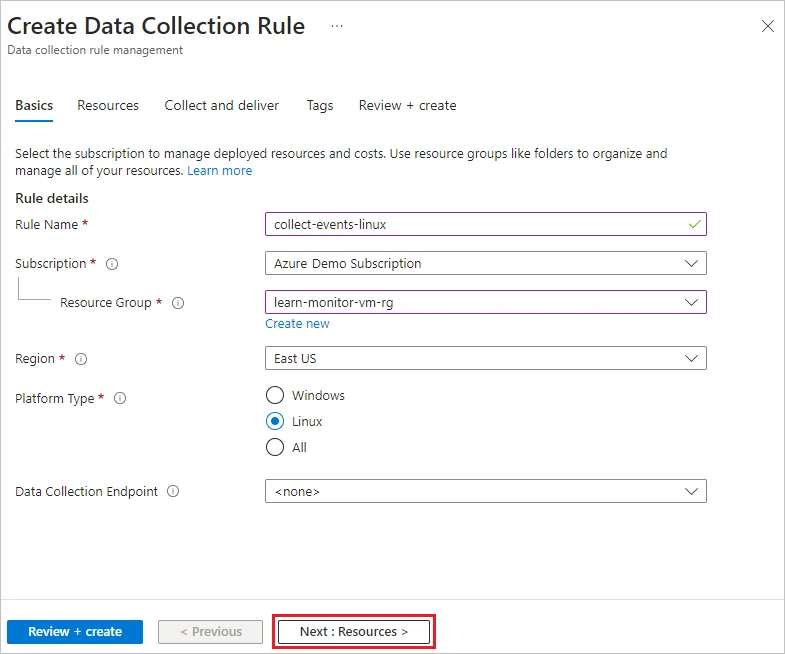 Create Data Collection Rule ...
Data collection rule management
Basics Resources Collect and deliver Tags Review + create
Select the subscription to manage deployed resources and costs. Use resource groups like folders to organize and
manage all of your resources. Learn more
Rule details
Rule Name * collect-events-linux
Subscription * Azure Demo Subscription
Resource Group * learn-monitor-vm-rg
Create new
Region * East US
Platform Type * Windows
Linux
All
Data Collection Endpoint <none>
Review + create < Previous Next : Resources >